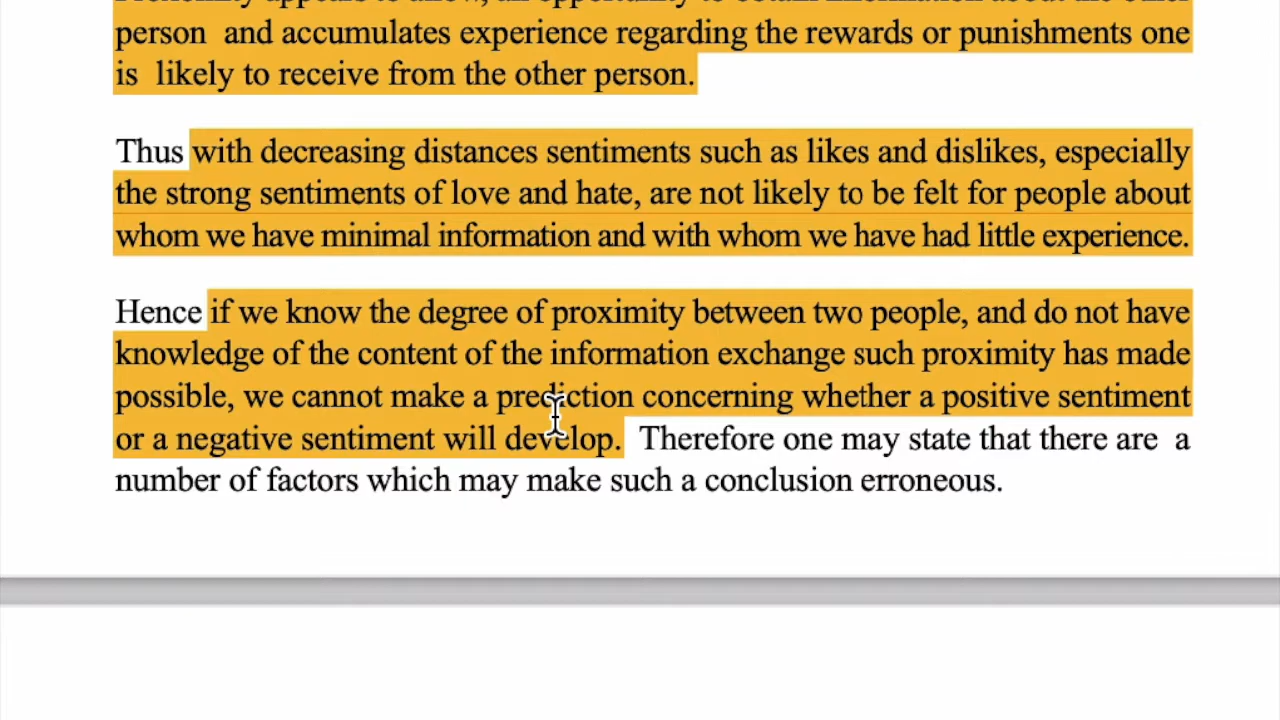 person and accumulates experience regarding the rewards or punishments one
is likely to receive from the other person.
Thus with decreasing distances sentiments such as likes and dislikes, especially
the strong sentiments of love and hate, are not likely to be felt for people about
whom we have minimal information and with whom we have had little experience.
Hence if we know the degree of proximity between two people, and do not have
knowledge of the content of the information exchange such proximity has made
possible, we cannot make a prediction concerning whether a positive sentiment
or a negative sentiment will develop. Therefore one may state that there are a
number of factors which may make such a conclusion erroneous.